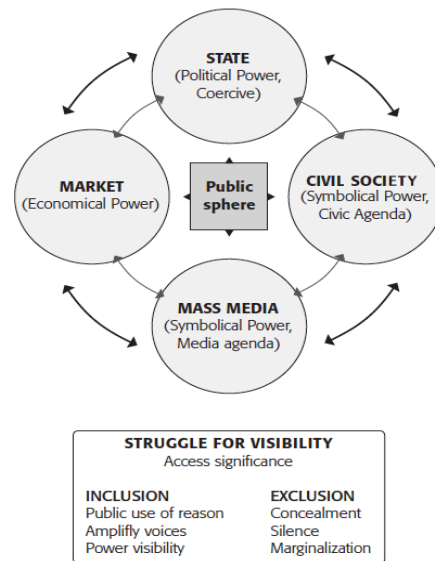 STATE
(Political Power,
Coercive)
MARKET
(Economical Power)
Public
sphere
CIVIL SOCIETY
(Symbolical Power,
Civic Agenda)
MASS MEDIA
(Symbolical Power,
Media agenda)
STRUGGLE FOR VISIBILITY
Access significance
INCLUSION
Public use of reason
Amplifly voices
Power visibility
EXCLUSION
Concealment
Silence
Marginalization